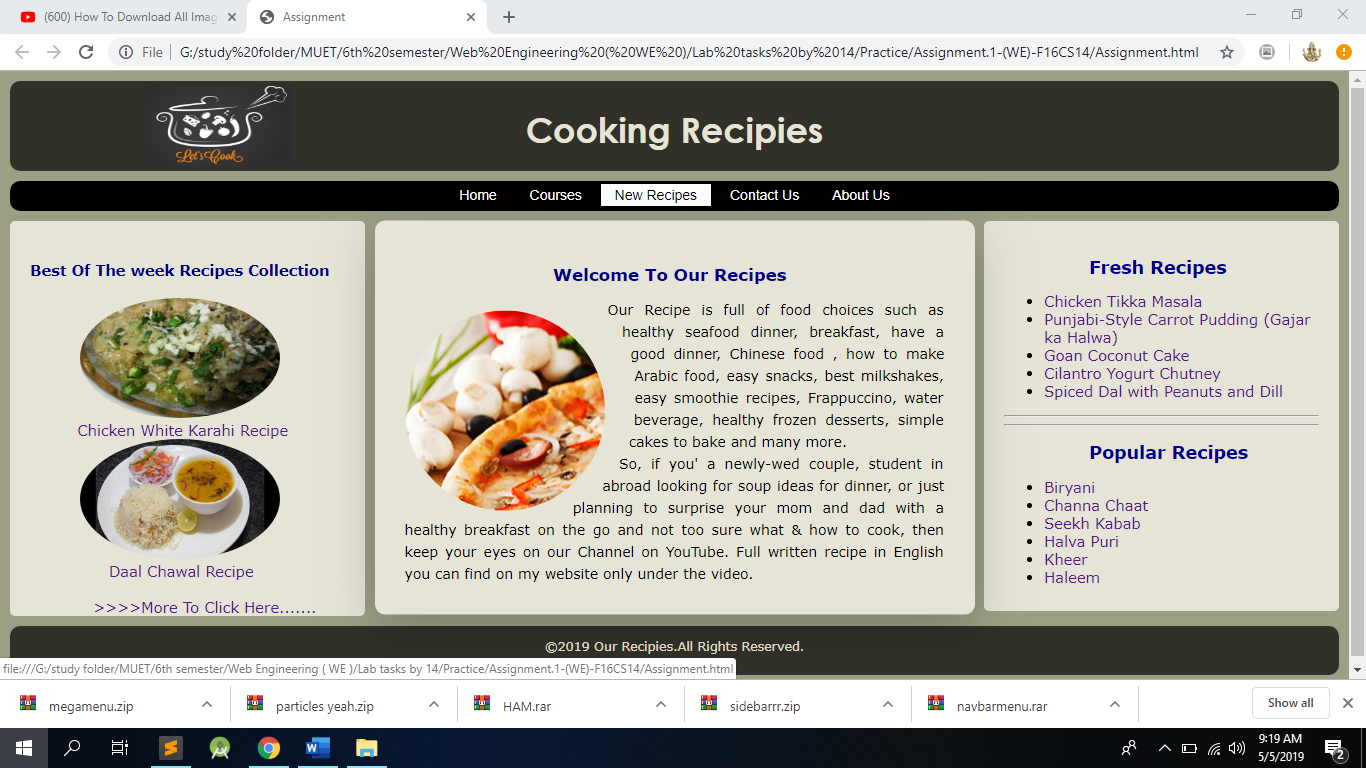 (600) How To Download All Imag
Assignment
File
G:/study%20folder/MUET/6th%20semester/Web%20Engineering%20(%20WE%20)/Lab%20tasks%20by%2014/Practice/Assignment.1-(WE)-F16CS14/Assignment.html
Let's Cook
Cooking Recipies
Home Courses New Recipes Contact Us About Us
Best Of The week Recipes Collection
Chicken White Karahi Recipe
Daal Chawal Recipe
>>>>More To Click Here.......
Welcome To Our Recipes
Our Recipe is full of food choices such as
healthy seafood dinner, breakfast, have a
good dinner, Chinese food , how to make
Arabic food, easy snacks, best milkshakes,
easy smoothie recipes, Frappuccino, water
beverage, healthy frozen desserts, simple
cakes to bake and many more.
So, if you' a newly-wed couple, student in
abroad looking for soup ideas for dinner, or just
planning to surprise your mom and dad with a
healthy breakfast on the go and not too sure what & how to cook, then
keep your eyes on our Channel on YouTube. Full written recipe in English
you can find on my website only under the video.
Fresh Recipes
Chicken Tikka Masala
Punjabi-Style Carrot Pudding (Gajar
ka Halwa)
Goan Coconut Cake
Cilantro Yogurt Chutney
Spiced Dal with Peanuts and Dill
Popular Recipes
Biryani
Channa Chaat
Seekh Kabab
Halva Puri
Kheer
Haleem
©2019 Our Recipies.All Rights Reserved.
file:///G:/study folder/MUET/6th semester/Web Engineering ( WE )/Lab tasks by 14/Practice/Assignment.1-(WE)-F16CS14/Assignment.html
megamenu.zip
particles yeah.zip
HAM.rar
sidebarrr.zip
navbarmenu.rar
Show all
9:19 AM
5/5/2019
2